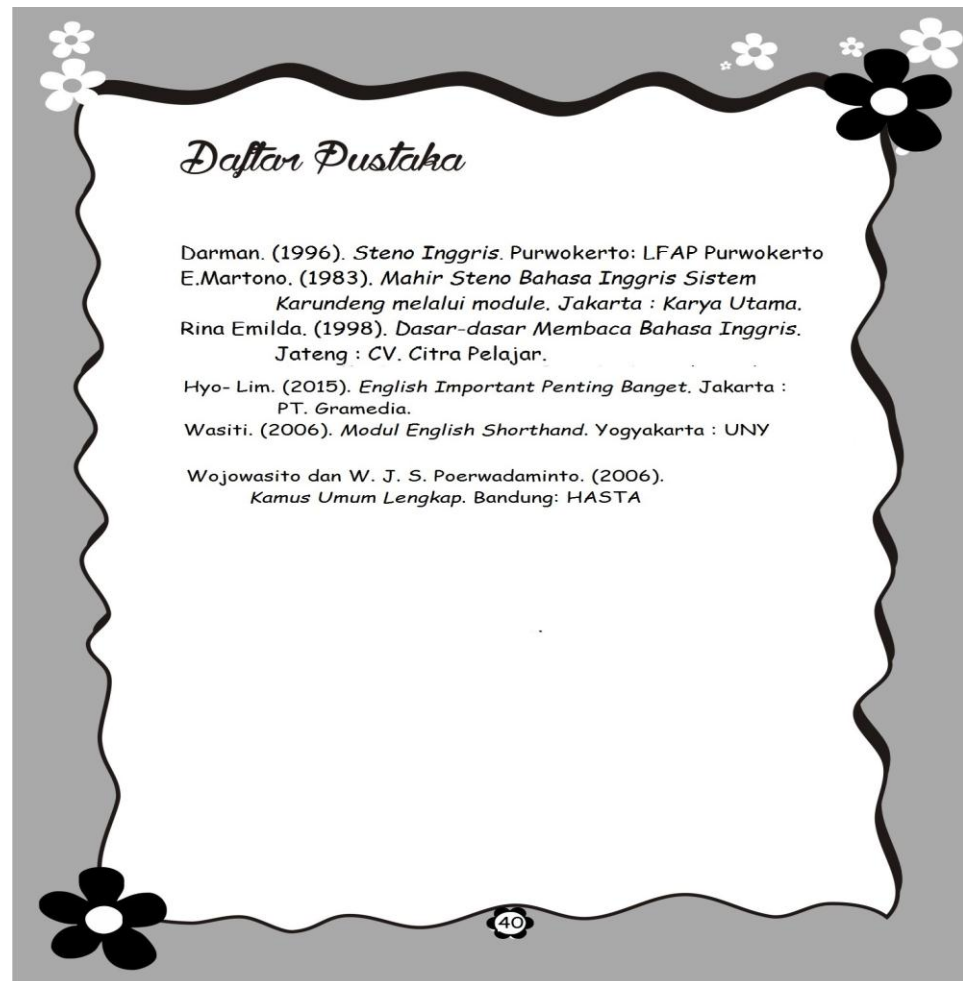 Daftar Pustaka
Darman. (1996). Steno Inggris. Purwokerto: LFAP Purwokerto
E.Martono. (1983). Mahir Steno Bahasa Inggris Sistem
Karundeng melalui module. Jakarta : Karya Utama.
Rina Emilda. (1998). Dasar-dasar Membaca Bahasa Inggris.
Jateng : CV. Citra Pelajar.
Hyo- Lim. (2015). English Important Penting Banget. Jakarta :
PT. Gramedia.
Wasiti. (2006). Modul English Shorthand. Yogyakarta : UNY
Wojowasito dan W. J. S. Poerwadaminto. (2006).
Kamus Umum Lengkap. Bandung: HASTA
40